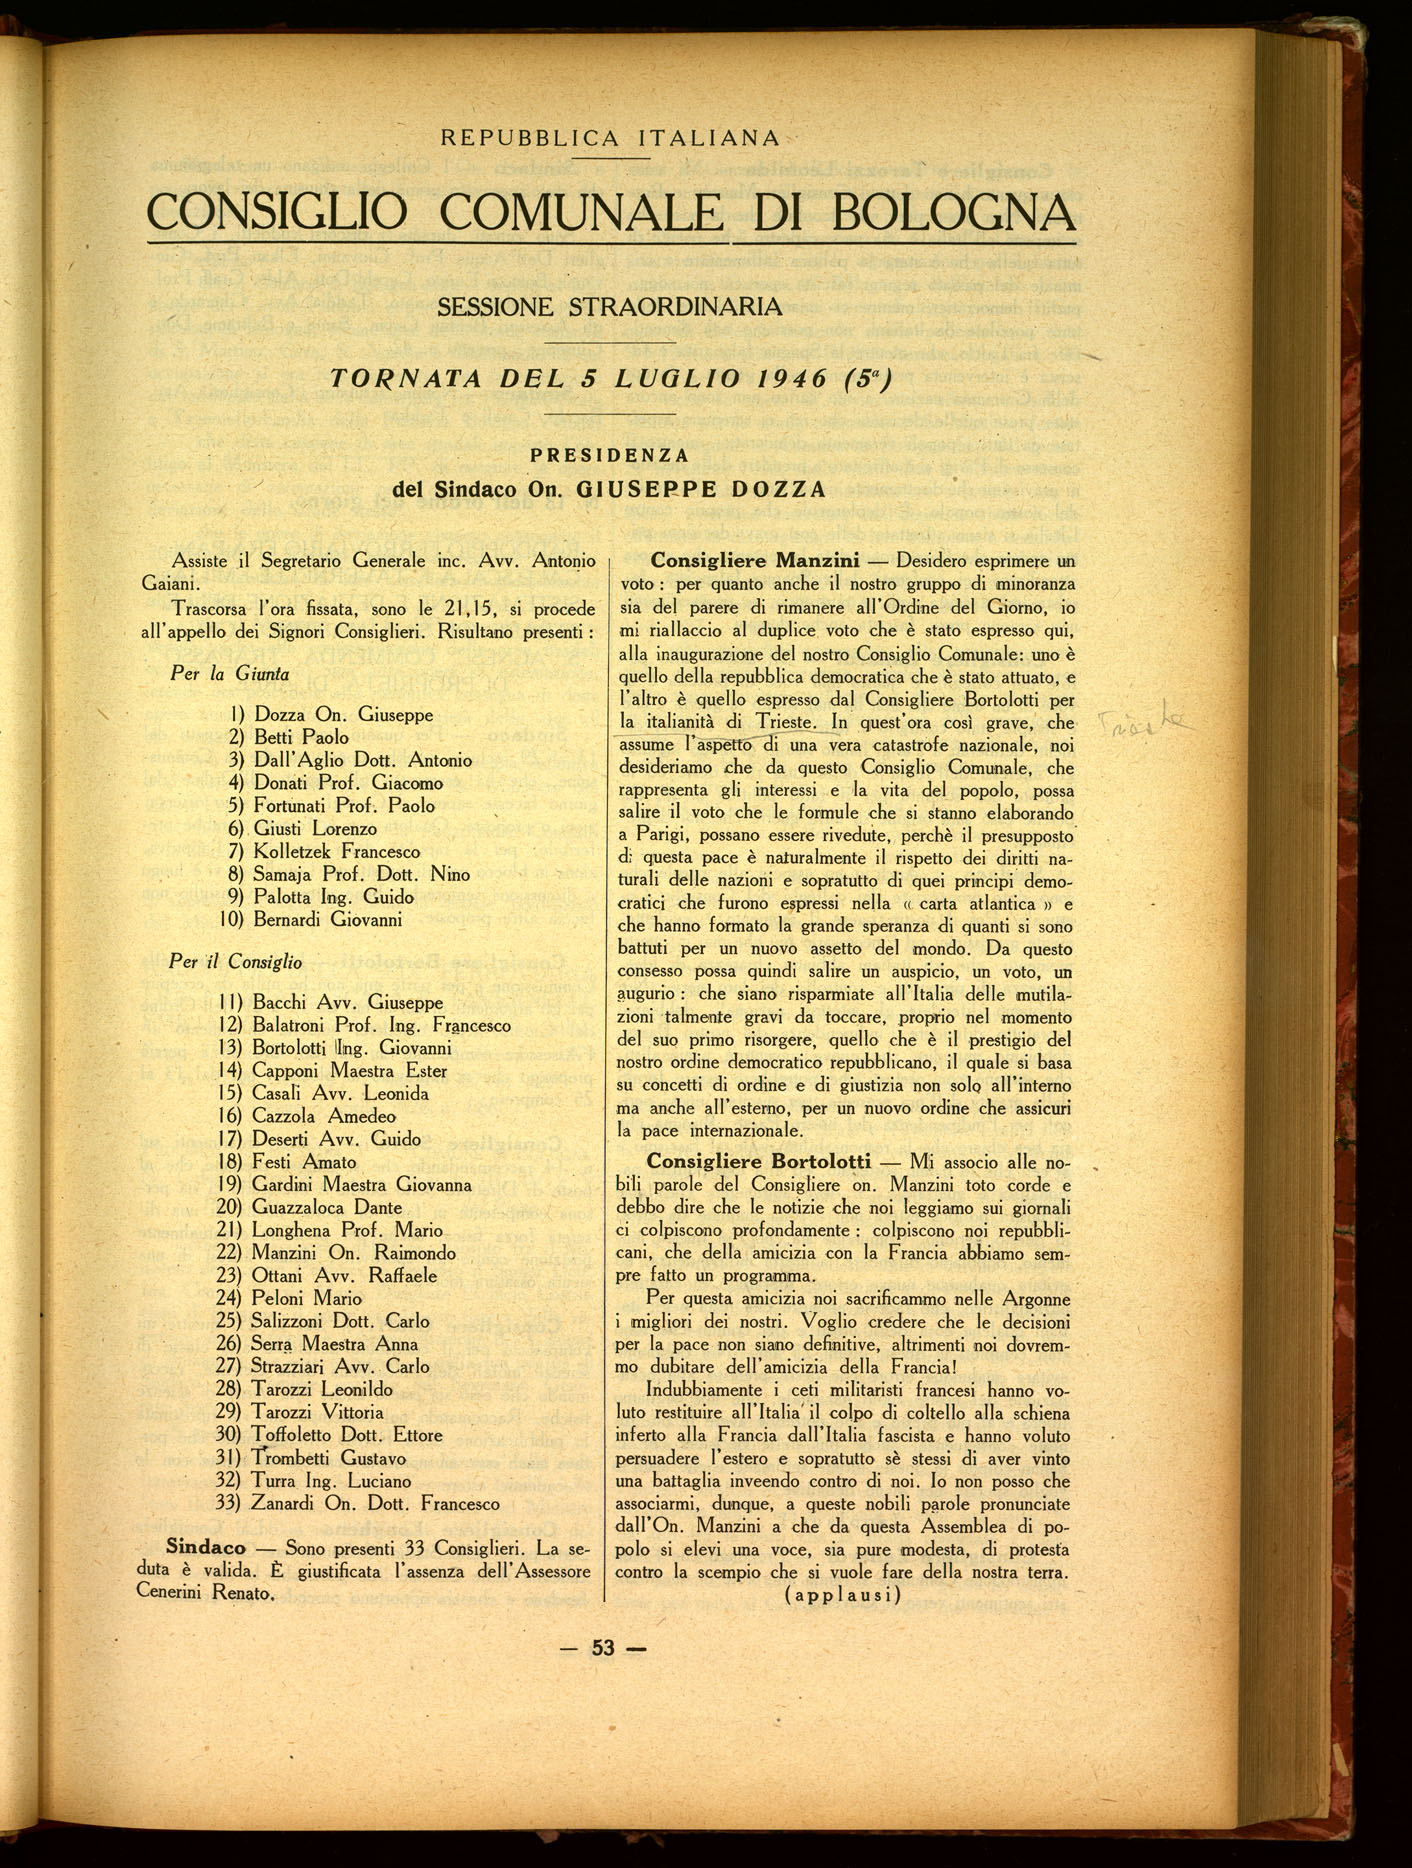 REPUBBLICA ITALIANA
CONSIGLIO COMUNALE DI BOLOGNA
SESSIONE STRAORDINARIA
TORNATA DEL 5 LUGLIO 1946 (5ª)
PRESIDENZA
del Sindaco On. GIUSEPPE DOZZA
Assiste il Segretario Generale inc. Avv. Antonio
Gaiani.
Trascorsa l'ora fissata, sono le 21,15, si procede
all'appello dei Signori Consiglieri. Risultano presenti :
Per la Giunta
1) Dozza On. Giuseppe
2) Betti Paolo
3) Dall'Aglio Dott. Antonio
4) Donati Prof. Giacomo
5) Fortunati Prof. Paolo
6) Giusti Lorenzo
7) Kolletzek Francesco
8) Samaja Prof. Dott. Nino
9) Palotta Ing. Guido
10) Bernardi Giovanni
Per il Consiglio
11) Bacchi Avv. Giuseppe
12) Balatroni Prof. Ing. Francesco
13) Bortolotti Ing. Giovanni
14) Capponi Maestra Ester
15) Casali Avv. Leonida
16) Cazzola Amedeo
17) Deserti Avv. Guido
18) Festi Amato
19) Gardini Maestra Giovanna
20) Guazzaloca Dante
21) Longhena Prof. Mario
22) Manzini On. Raimondo
23) Ottani Avv. Raffaele
24) Peloni Mario
25) Salizzoni Dott. Carlo
26) Serra Maestra Anna
27) Strazziari Avv. Carlo
28) Tarozzi Leonildo
29) Tarozzi Vittoria
30) Toffoletto Dott. Ettore
31) Trombetti Gustavo
32) Turra Ing. Luciano
33) Zanardi On. Dott. Francesco
Sindaco — Sono presenti 33 Consiglieri. La se-
duta è valida. È giustificata l'assenza dell'Assessore
Cenerini Renato.
Consigliere Manzini — Desidero esprimere un
voto : per quanto anche il nostro gruppo di minoranza
sia del parere di rimanere all'Ordine del Giorno, io
mi riallaccio al duplice voto che è stato espresso qui,
alla inaugurazione del nostro Consiglio Comunale: uno è
quello della repubblica democratica che è stato attuato, e
l'altro è quello espresso dal Consigliere Bortolotti per
la italianità di Trieste. In quest'ora così grave, che
assume l'aspetto di una vera catastrofe nazionale, noi
desideriamo che da questo Consiglio Comunale, che
rappresenta gli interessi e la vita del popolo, possa
salire il voto che le formule che si stanno elaborando
a Parigi, possano essere rivedute, perchè il presupposto
di questa pace è naturalmente il rispetto dei diritti na-
turali delle nazioni e sopratutto di quei principi demo-
cratici che furono espressi nella « carta atlantica » e
che hanno formato la grande speranza di quanti si sono
battuti per un nuovo assetto del mondo. Da questo
consesso possa quindi salire un auspicio, un voto, un
augurio : che siano risparmiate all'Italia delle mutila-
zioni talmente gravi da toccare, proprio nel momento
del suo primo risorgere, quello che è il prestigio del
nostro ordine democratico repubblicano, il quale si basa
su concetti di ordine e di giustizia non solo all'interno
ma anche all'esterno, per un nuovo ordine che assicuri
la pace internazionale.
Consigliere Bortolotti — Mi associo alle no-
bili parole del Consigliere on. Manzini toto corde e
debbo dire che le notizie che noi leggiamo sui giornali
ci colpiscono profondamente : colpiscono noi repubbli-
cani, che della amicizia con la Francia abbiamo sem-
pre fatto un programma.
Per questa amicizia noi sacrificammo nelle Argonne
i migliori dei nostri. Voglio credere che le decisioni
per la pace non siano definitive, altrimenti noi dovrem-
mo dubitare dell'amicizia della Francia!
Indubbiamente i ceti militaristi francesi hanno vo-
luto restituire all'Italia il colpo di coltello alla schiena
inferto alla Francia dall'Italia fascista e hanno voluto
persuadere l'estero e sopratutto sè stessi di aver vinto
una battaglia inveendo contro di noi. Io non posso che
associarmi, dunque, a queste nobili parole pronunciate
dall'On. Manzini a che da questa Assemblea di po-
polo si elevi una voce, sia pure modesta, di protesta
contro la scempio che si vuole fare della nostra terra.
(applausi)
Trieste
— 53 —